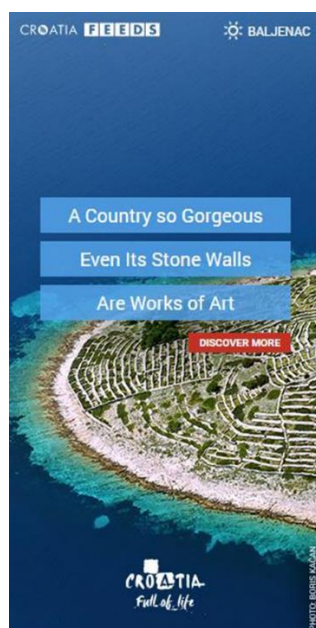 CROATIA FEEDS
BALJENAC
A Country so Gorgeous
Even Its Stone Walls
Are Works of Art
DISCOVER MORE
CROATIA
Full of life
PHOTO: BORIS KAČAN